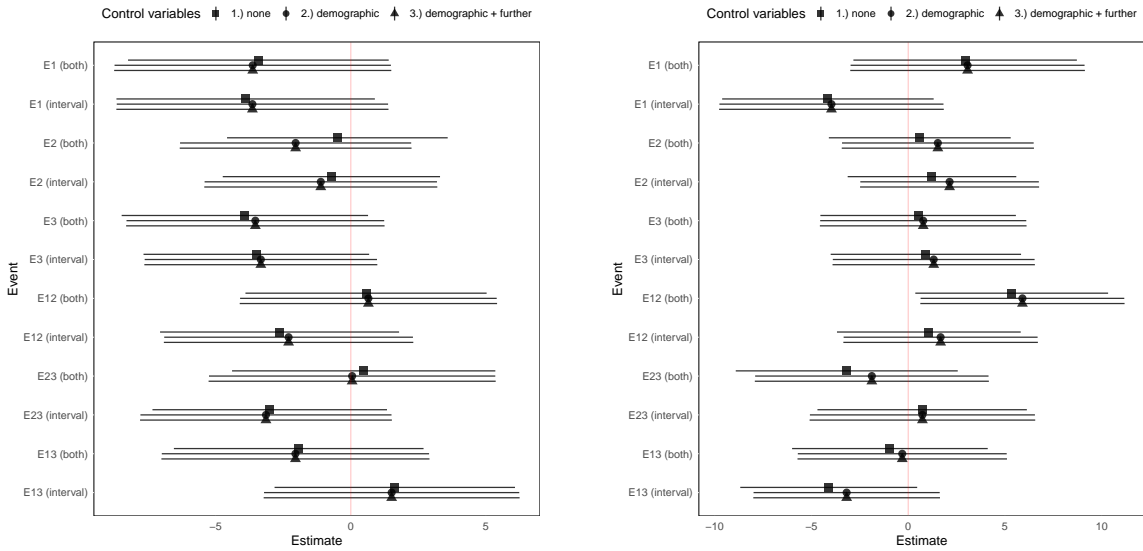 Control variables 1.) none 2.) demographic 3.) demographic + further
Event
E1 (both)
E1 (interval)
E2 (both)
E2 (interval)
E3 (both)
E3 (interval)
E12 (both)
E12 (interval)
E23 (both)
E23 (interval)
E13 (both)
E13 (interval)
−5 0 5
Estimate
Control variables 1.) none 2.) demographic 3.) demographic + further
Event
E1 (both)
E1 (interval)
E2 (both)
E2 (interval)
E3 (both)
E3 (interval)
E12 (both)
E12 (interval)
E23 (both)
E23 (interval)
E13 (both)
E13 (interval)
−10 −5 0 5 10
Estimate